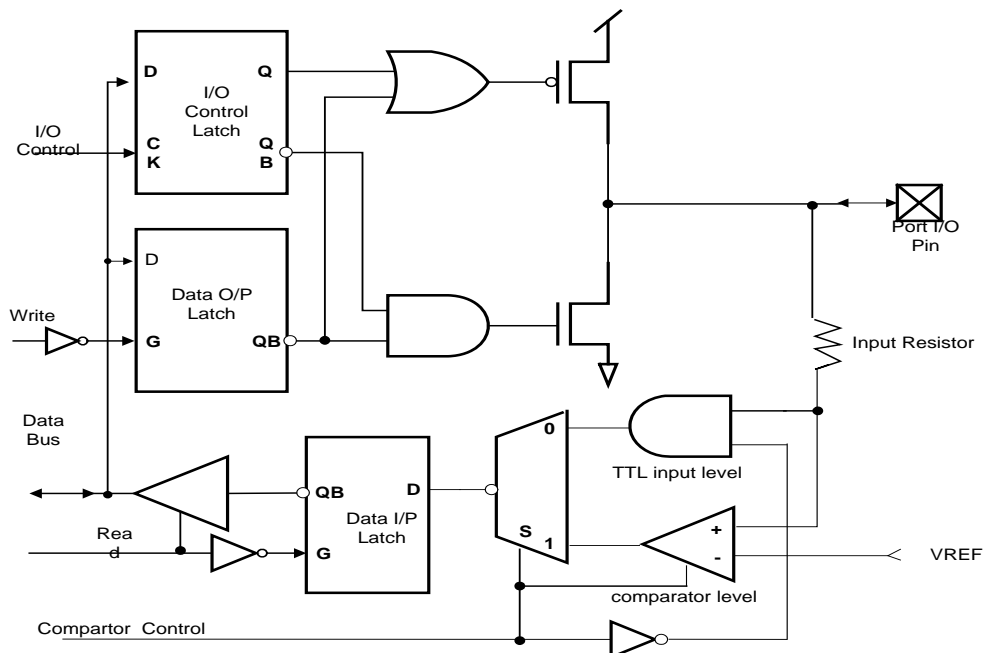 D
Q
I/O
Control
Latch
I/O
Control
C
K
Q
B
Port I/O
Pin
D
Data O/P
Latch
Write
G
QB
Input Resistor
Data
Bus
0
TTL input level
QB
D
Data I/P
Latch
Rea
d
G
S
1
+
-
VREF
comparator level
Compartor Control